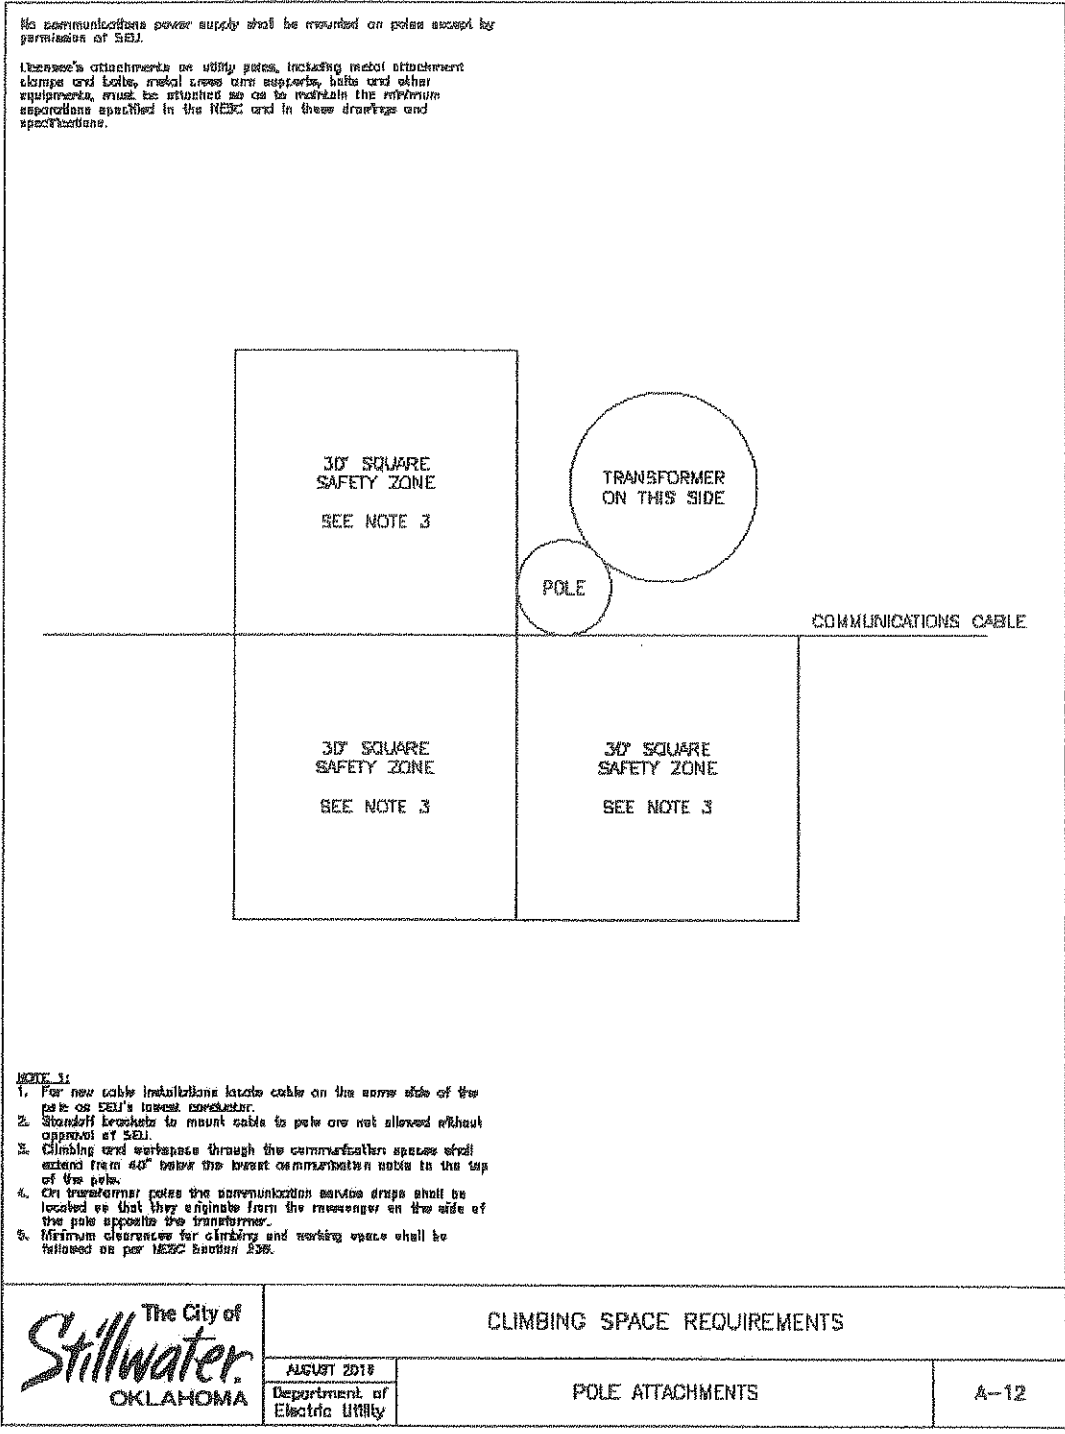 No communications power supply shall be mounted on poles except by
permission of SEU.
Licensee's attachments on utility poles, including metal attachment
clamps and bolts, metal cross arm supports, bolts and other
equipments, must be attached so as to maintain the minimum
separations specified in the NESC and in these drawings and
specifications.
30" SQUARE
SAFETY ZONE
SEE NOTE 3
TRANSFORMER
ON THIS SIDE
POLE
COMMUNICATIONS CABLE
30" SQUARE
SAFETY ZONE
SEE NOTE 3
30" SQUARE
SAFETY ZONE
SEE NOTE 3
NOTE
1. For new cable installations locate cable on the same side of the
pole as SEU's lowest conductor.
2. Standoff brackets to mount cable to pole are not allowed without
approval of SEU.
3. Climbing and workspace through the communication spaces shall
extend from 40" below the lowest communication cable to the top
of the pole.
4. On transformer poles the communication service drops shall be
located so that they originate from the messenger on the side of
the pole opposite the transformer.
5. Minimum clearances for climbing and working space shall be
followed as per NESC Section 236.
The City of
Stillwater
OKLAHOMA
CLIMBING SPACE REQUIREMENTS
AUGUST
Department of
Electric Utility
POLE ATTACHMENTS
A-12